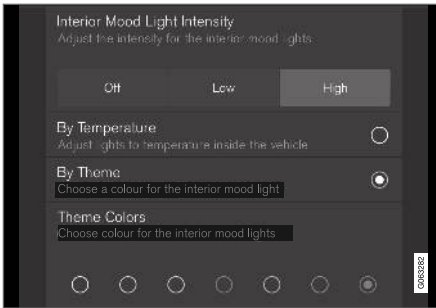 Interior Mood Light Intensity
Adjust the intensity for the interior mood lights
Off Low High
By Temperature
Adjust lights to temperature inside the vehicle
By Theme
Choose a colour for the interior mood light
Theme Colors
Choose colour for the interior mood lights
G063282